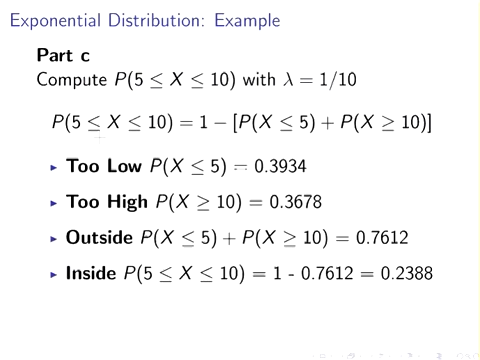 Exponential Distribution: Example
Part c
Compute P(5 ≤ X ≤ 10) with λ = 1/10
P(5 ≤ X ≤ 10) = 1 − [P(X ≤ 5) + P(X ≥ 10)]
▸ Too Low P(X ≤ 5) = 0.3934
▸ Too High P(X ≥ 10) = 0.3678
▸ Outside P(X ≤ 5) + P(X ≥ 10) = 0.7612
▸ Inside P(5 ≤ X ≤ 10) = 1 - 0.7612 = 0.2388